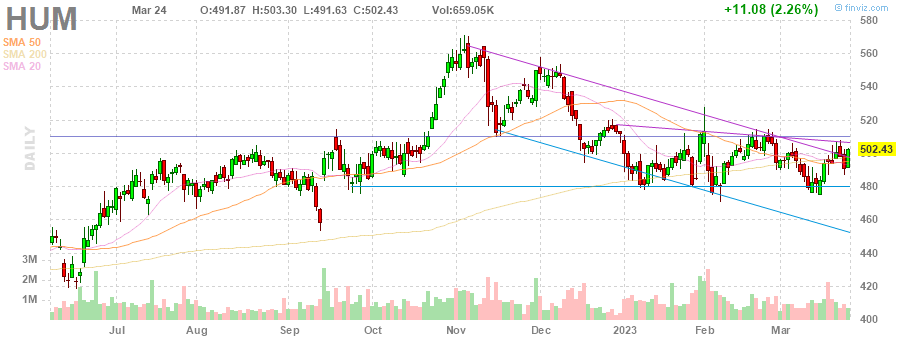 HUM
Mar 24 O:491.87 H:503.30 L:491.63 C:502.43 Vol:659.05K +11.08 (2.26%)
© finviz.com
SMA 50
SMA 200
SMA 20
DAILY
580
560
540
520
500
502.43
480
460
440
420
400
3M
2M
1M
Jul Aug Sep Oct Nov Dec 2023 Feb Mar